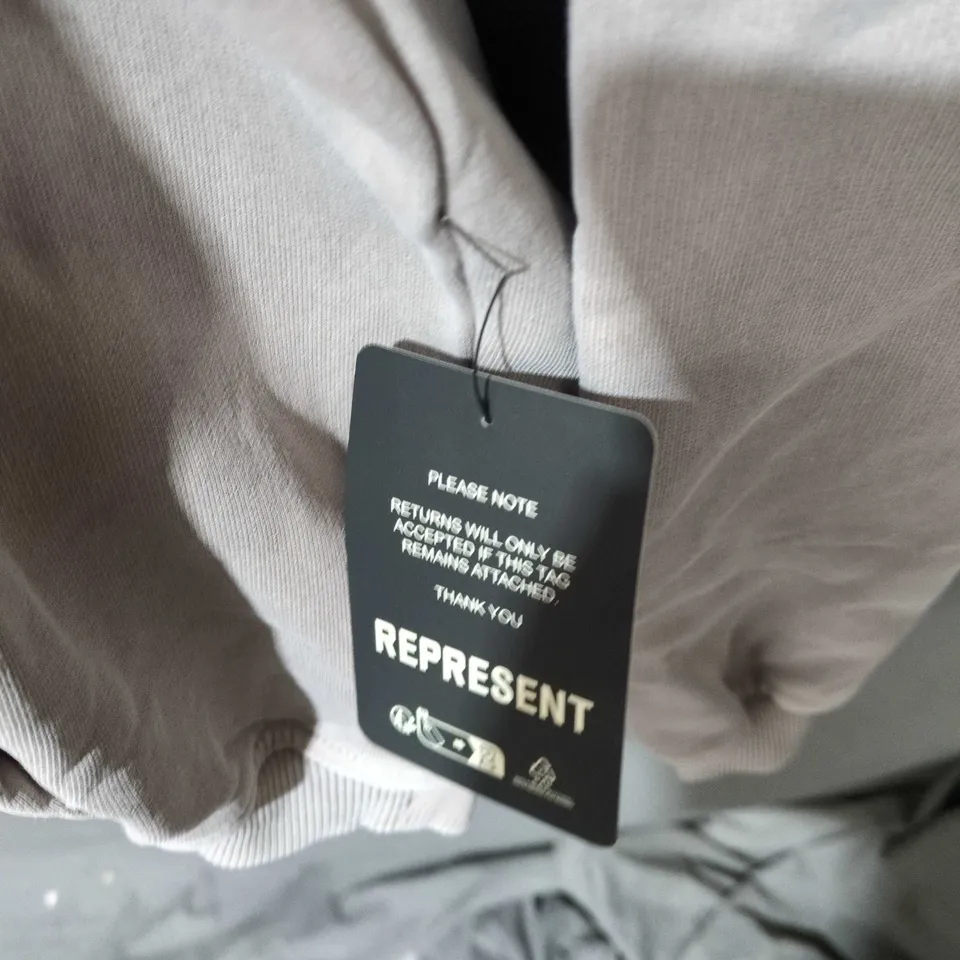 PLEASE NOTE
RETURNS WILL ONLY BE
ACCEPTED IF THIS TAG
REMAINS ATTACHED.
THANK YOU
REPRESENT